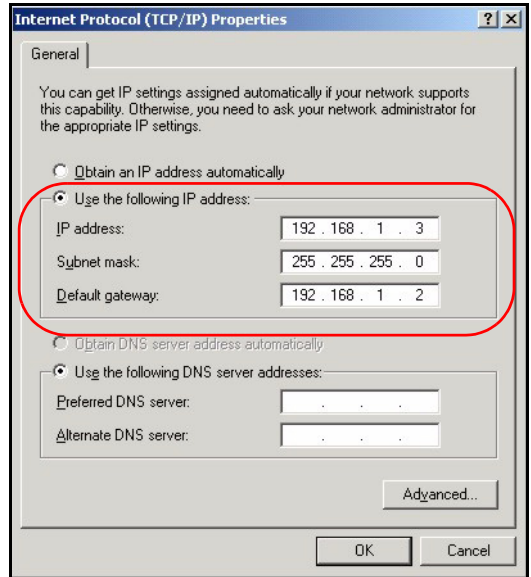 Internet Protocol (TCP/IP) Properties
General
You can get IP settings assigned automatically if your network supports
this capability. Otherwise, you need to ask your network administrator for
the appropriate IP settings.
Obtain an IP address automatically
Use the following IP address:
IP address: 192 . 168 . 1 . 3
Subnet mask: 255 . 255 . 255 . 0
Default gateway: 192 . 168 . 1 . 2
Obtain DNS server address automatically
Use the following DNS server addresses:
Preferred DNS server: . . .
Alternate DNS server: . . .
Advanced...
OK Cancel